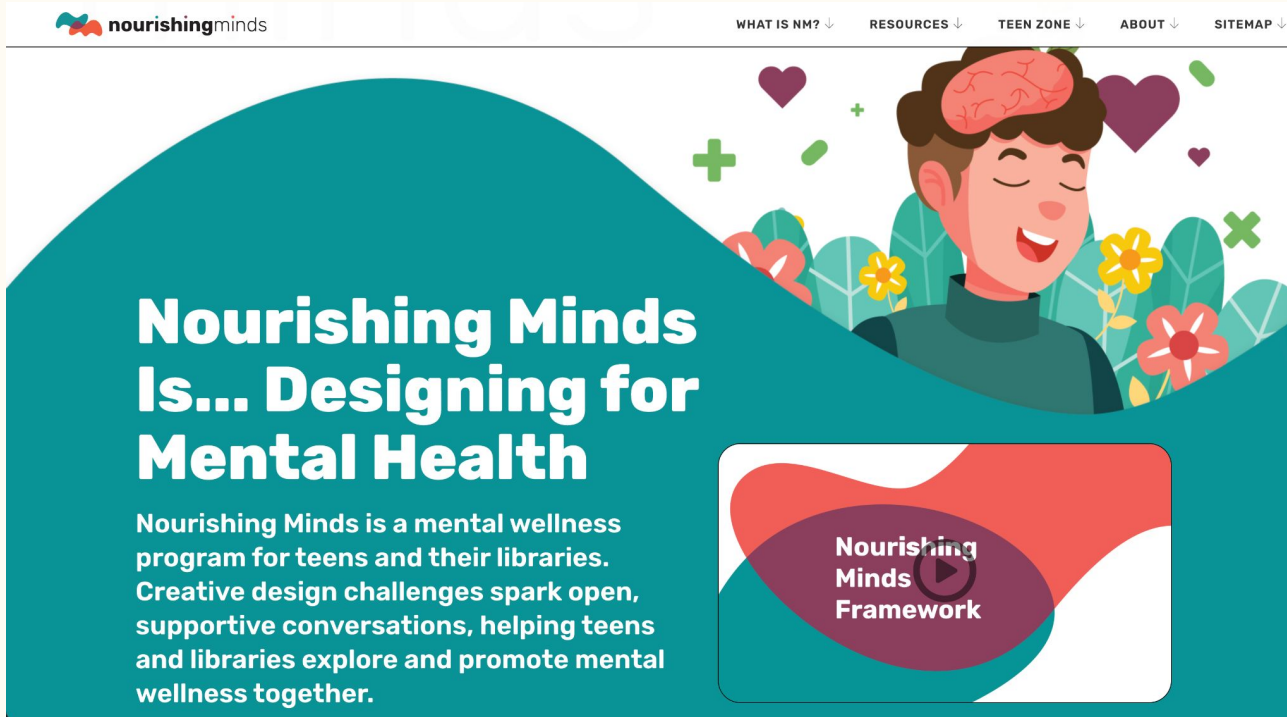 nourishingminds
WHAT IS NM? ↓ RESOURCES ↓ TEEN ZONE ↓ ABOUT ↓ SITEMAP ↓
Nourishing Minds
Is... Designing for
Mental Health
Nourishing Minds is a mental wellness
program for teens and their libraries.
Creative design challenges spark open,
supportive conversations, helping teens
and libraries explore and promote mental
wellness together.
Nourishing
Minds
Framework